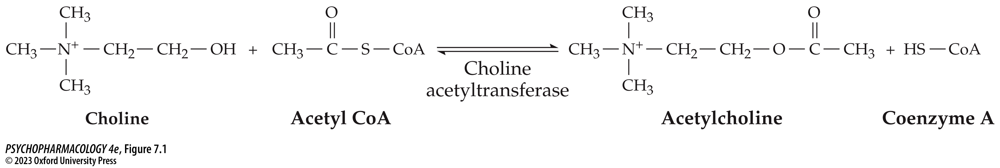 CH₃ O CH₃ O
CH₃—N⁺—CH₂—CH₂—OH + CH₃—C—S—CoA ⇌ CH₃—N⁺—CH₂—CH₂—O—C—CH₃ + HS—CoA
Choline
acetyltransferase
CH₃ CH₃
Choline Acetyl CoA Acetylcholine Coenzyme A
PSYCHOPHARMACOLOGY 4e, Figure 7.1
© 2023 Oxford University Press